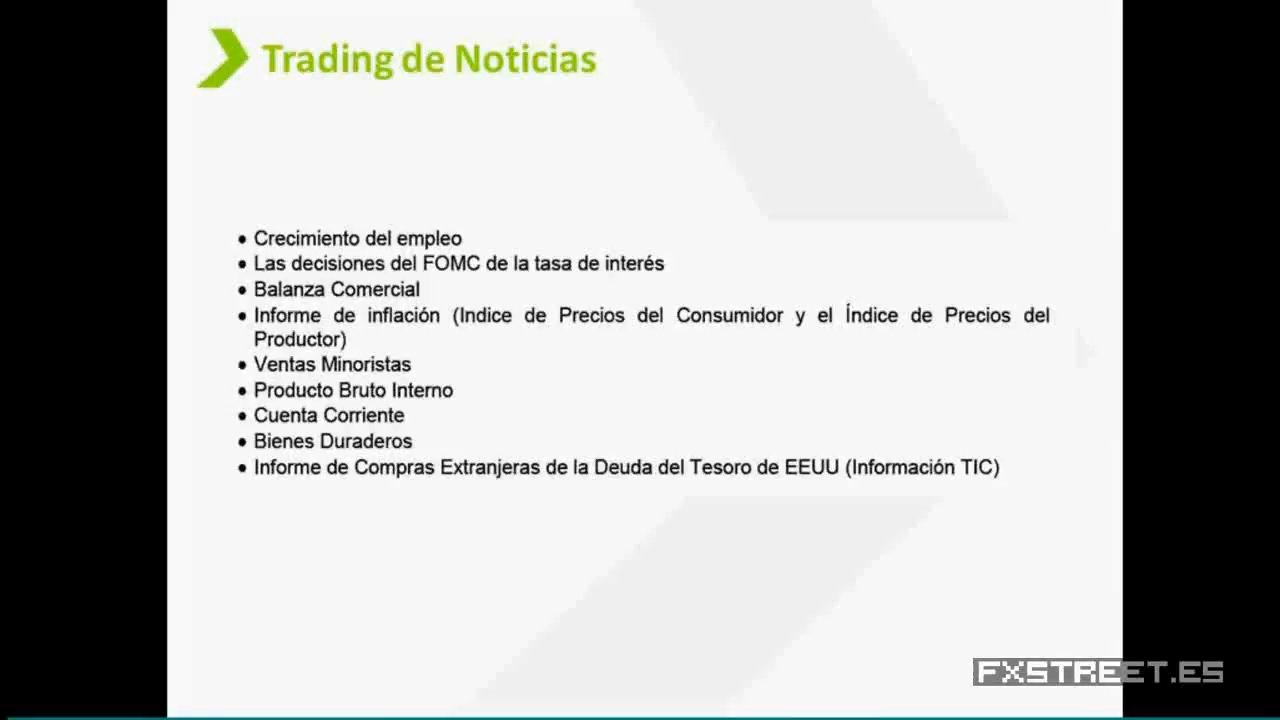 Trading de Noticias
• Crecimiento del empleo
• Las decisiones del FOMC de la tasa de interés
• Balanza Comercial
• Informe de inflación (Indice de Precios del Consumidor y el Índice de Precios del
Productor)
• Ventas Minoristas
• Producto Bruto Interno
• Cuenta Corriente
• Bienes Duraderos
• Informe de Compras Extranjeras de la Deuda del Tesoro de EEUU (Información TIC)
FXSTREET.ES